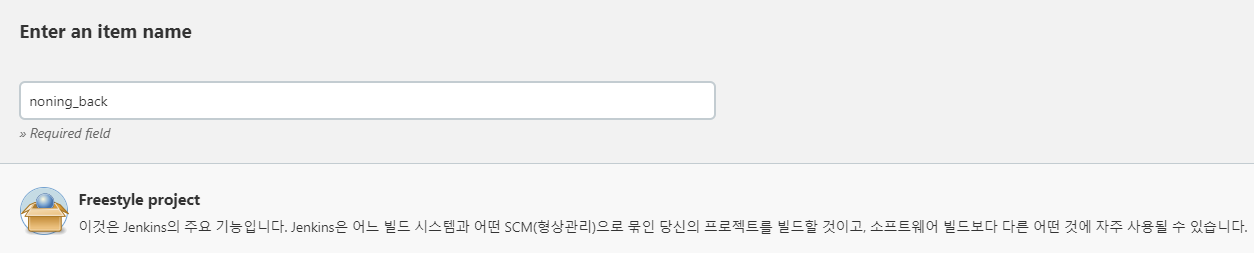 Enter an item name
noning_back
» Required field
Freestyle project
이것은 Jenkins의 주요 기능입니다. Jenkins은 어느 빌드 시스템과 어떤 SCM(형상관리)으로 묶인 당신의 프로젝트를 빌드할 것이고, 소프트웨어 빌드보다 다른 어떤 것에 자주 사용될 수 있습니다.